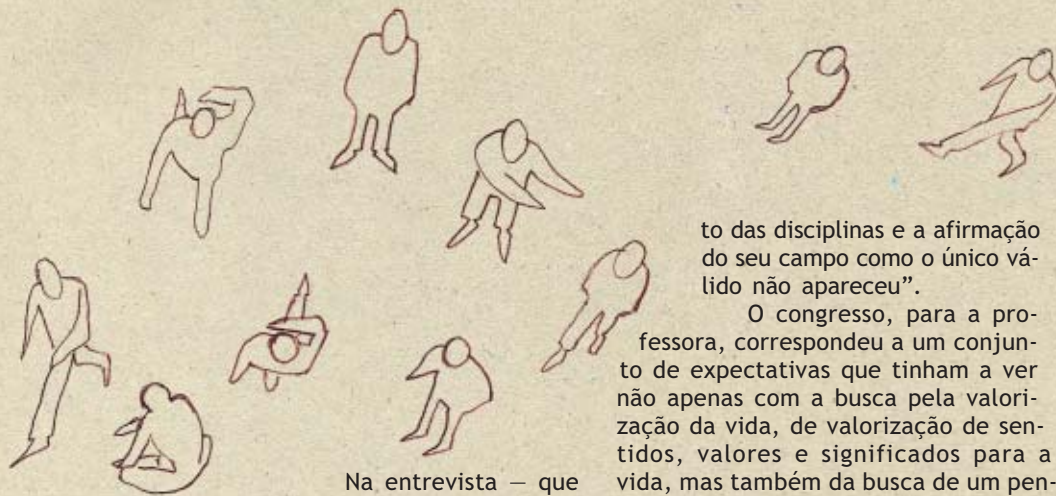 Na entrevista — que
to das disciplinas e a afirmação
do seu campo como o único vá-
lido não apareceu”.
O congresso, para a pro-
fessora, correspondeu a um conjun-
to de expectativas que tinham a ver
não apenas com a busca pela valori-
zação da vida, de valorização de sen-
tidos, valores e significados para a
vida, mas também da busca de um pen-